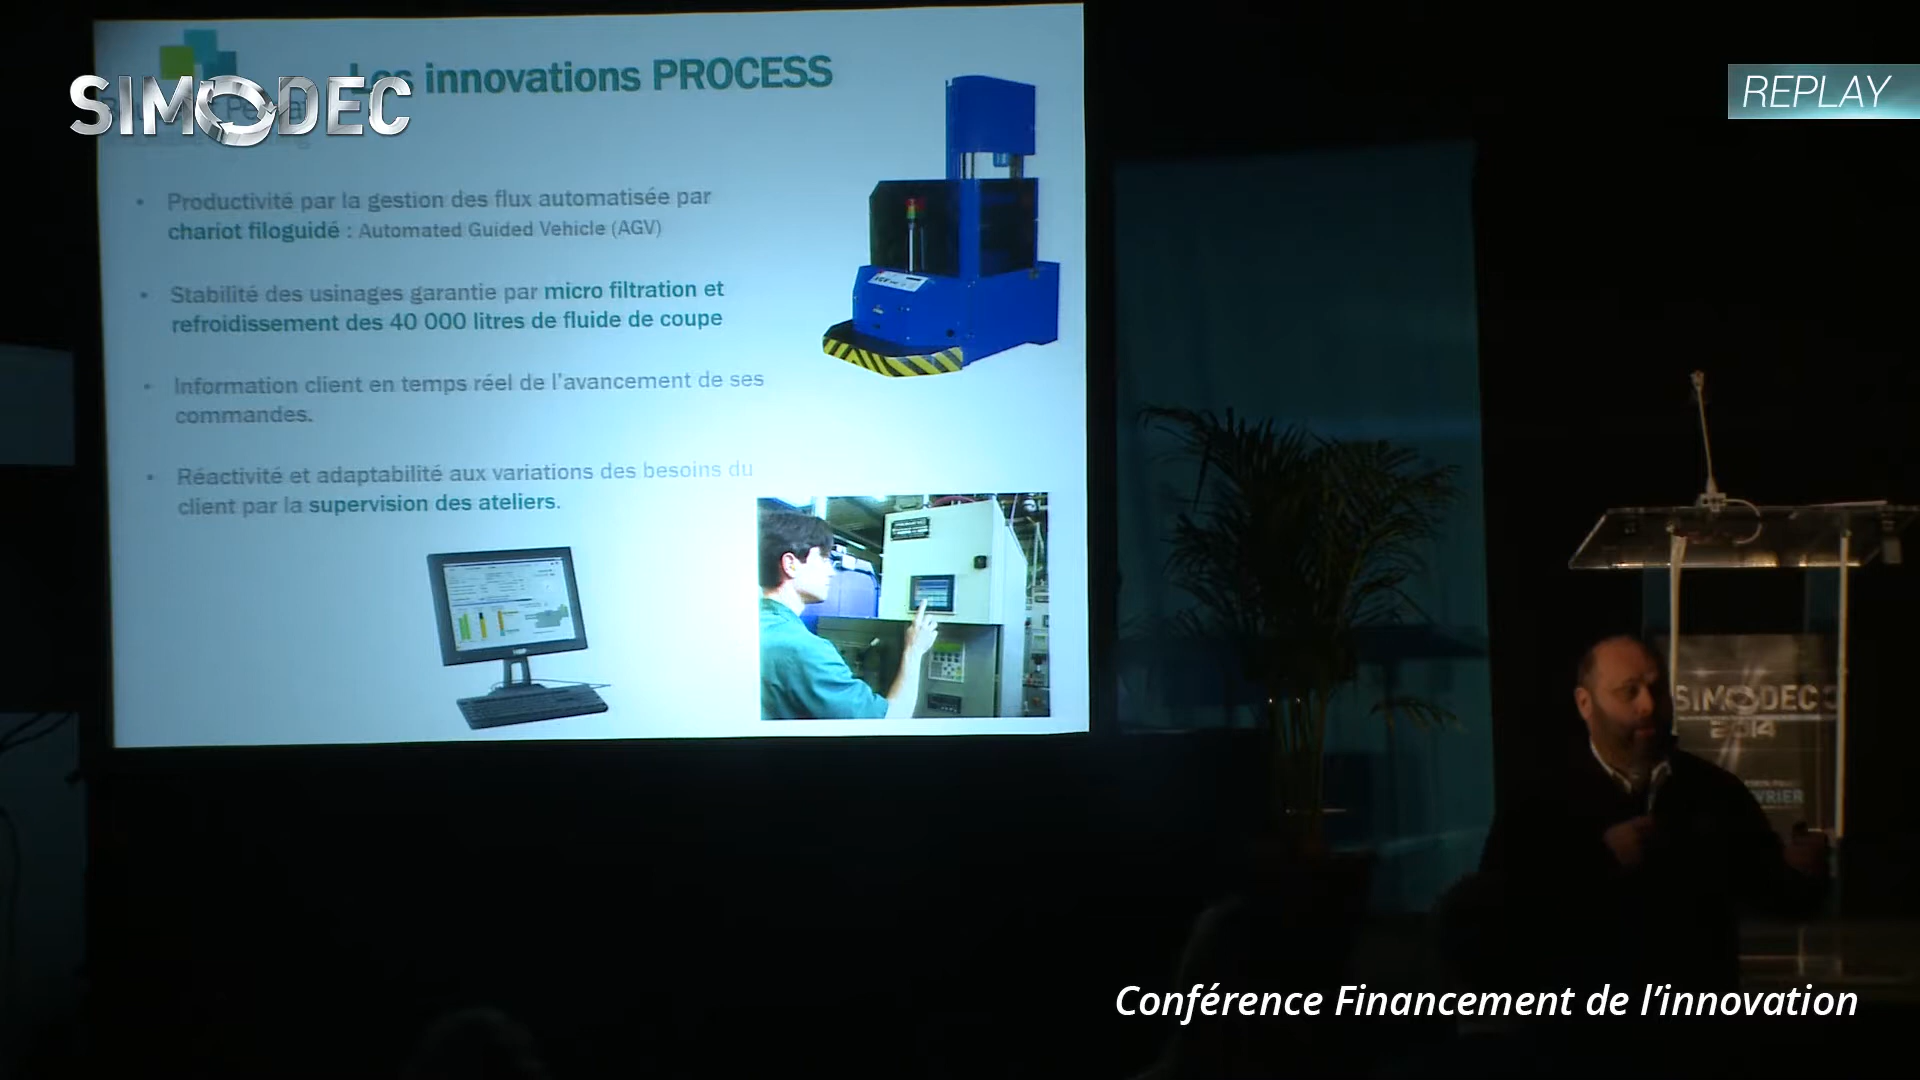 Les innovations PROCESS
SIMODEC
REPLAY
• Productivité par la gestion des flux automatisée par
chariot filoguidé : Automated Guided Vehicle (AGV)
• Stabilité des usinages garantie par micro filtration et
refroidissement des 40 000 litres de fluide de coupe
• Information client en temps réel de l'avancement de ses
commandes.
• Réactivité et adaptabilité aux variations des besoins du
client par la supervision des ateliers.
SIMODEC
2014
Conférence Financement de l’innovation